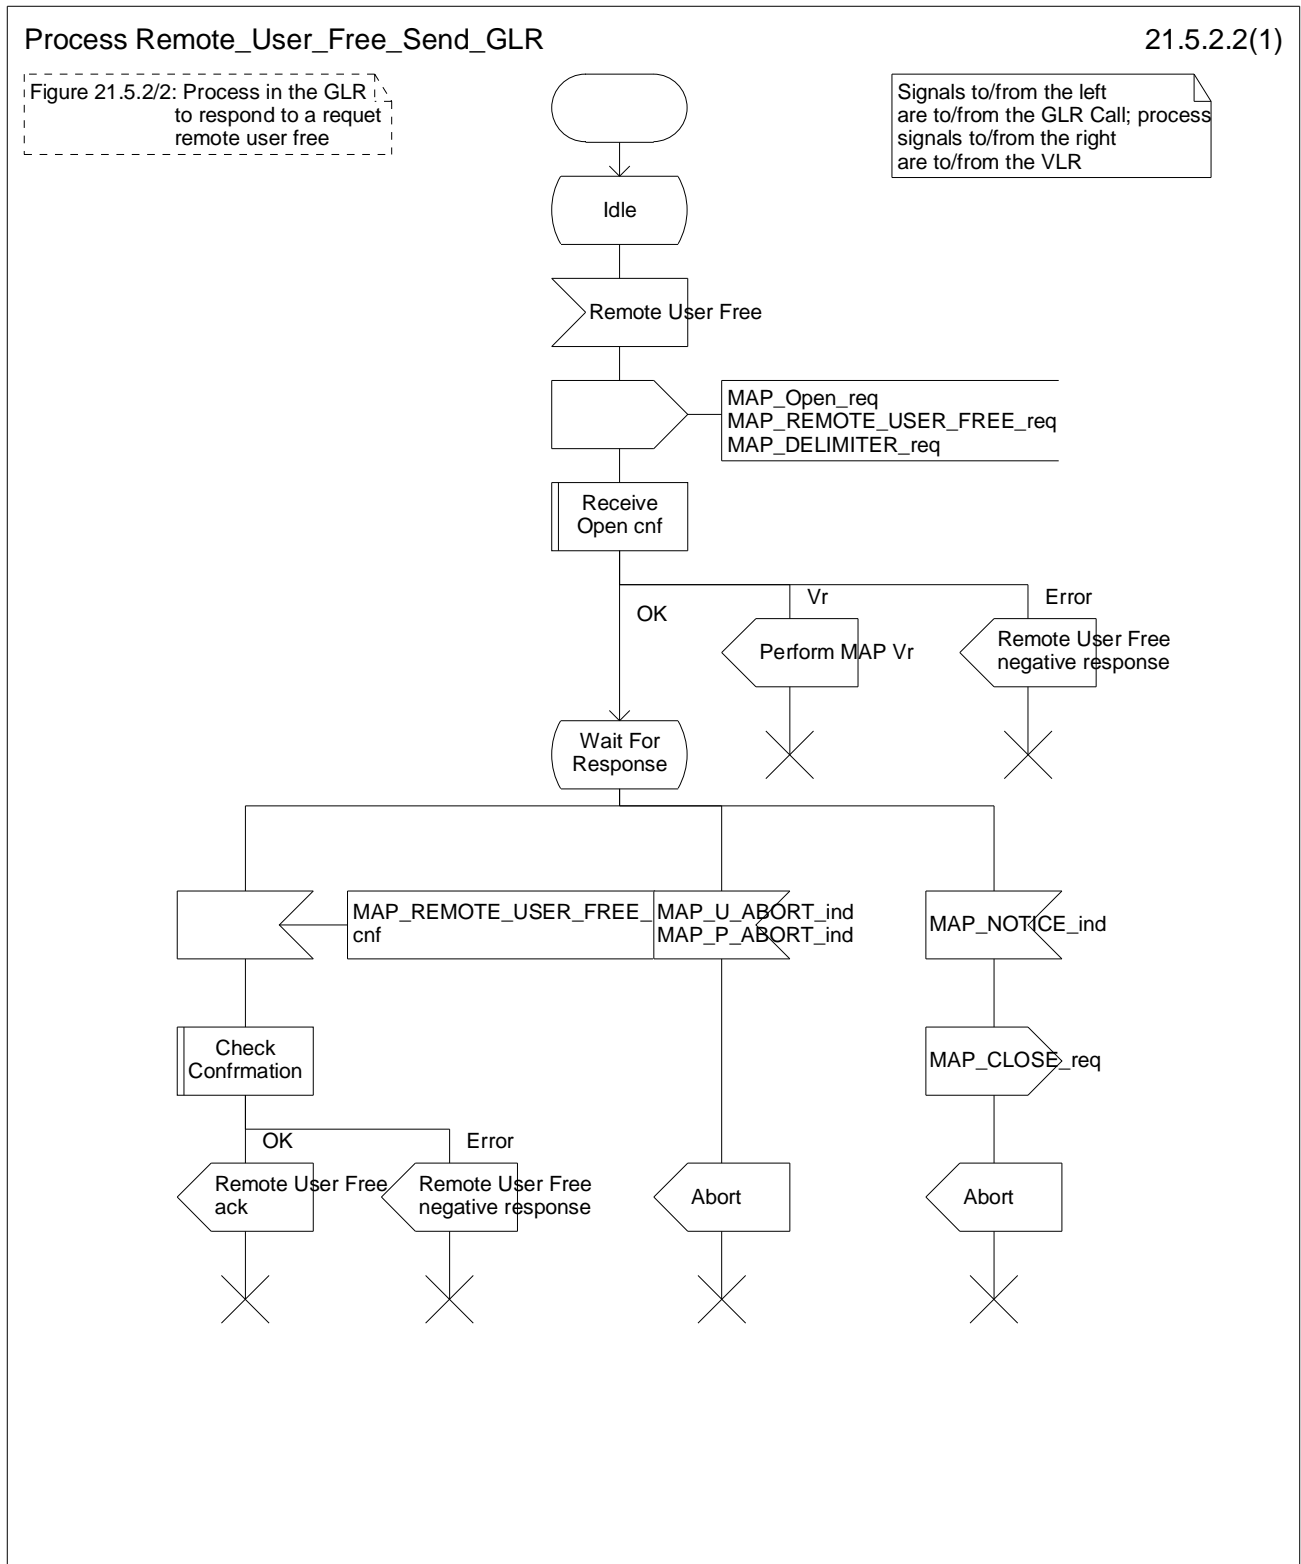 Process Remote_User_Free_Send_GLR
21.5.2.2(1)
Figure 21.5.2/2: Process in the GLR
to respond to a requet
remote user free
Signals to/from the left
are to/from the GLR Call; process
signals to/from the right
are to/from the VLR
Idle
Remote User Free
MAP_Open_req
MAP_REMOTE_USER_FREE_req
MAP_DELIMITER_req
Receive
Open cnf
OK
Vr
Error
Perform MAP Vr
Remote User Free
negative response
Wait For
Response
MAP_REMOTE_USER_FREE_
cnf
MAP_U_ABORT_ind
MAP_P_ABORT_ind
MAP_NOTICE_ind
Check
Confrmation
MAP_CLOSE_req
OK
Error
Remote User Free
ack
Remote User Free
negative response
Abort
Abort